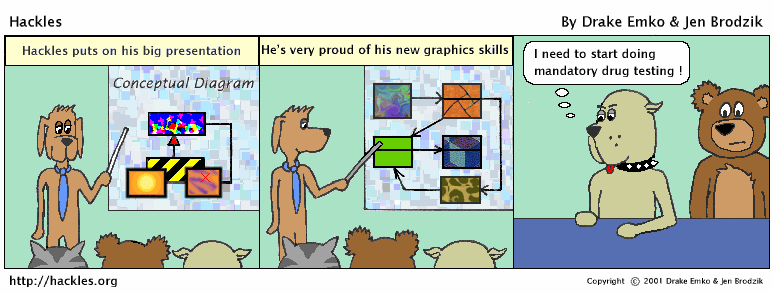 Hackles
By Drake Emko & Jen Brodzik
Hackles puts on his big presentation
He's very proud of his new graphics skills
I need to start doing
mandatory drug testing !
Conceptual Diagram
http://hackles.org
Copyright © 2001 Drake Emko & Jen Brodzik